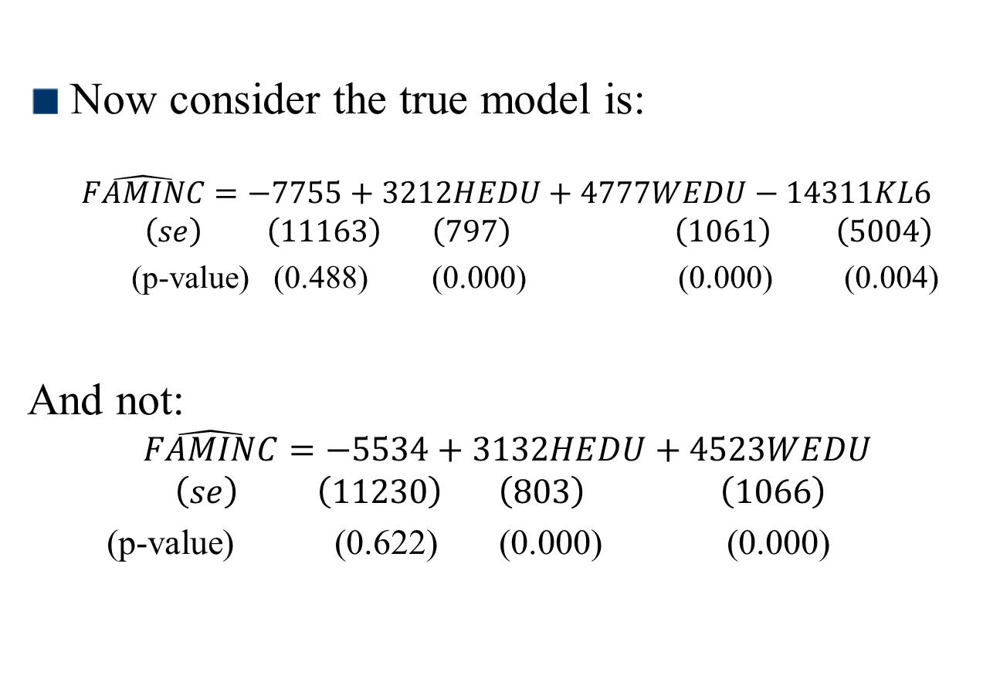 Now consider the true model is:
\widehat{FAMINC} = −7755 + 3212HEDU + 4777WEDU − 14311KL6
(se) (11163) (797) (1061) (5004)
(p-value) (0.488) (0.000) (0.000) (0.004)
And not:
\widehat{FAMINC} = −5534 + 3132HEDU + 4523WEDU
(se) (11230) (803) (1066)
(p-value) (0.622) (0.000) (0.000)